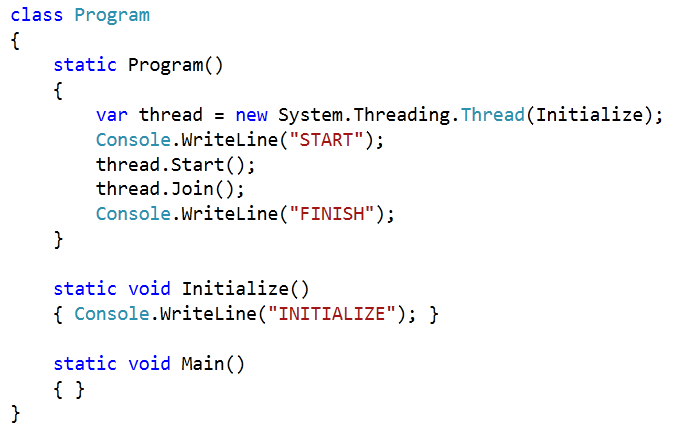 class Program
{
    static Program()
    {
        var thread = new System.Threading.Thread(Initialize);
        Console.WriteLine("START");
        thread.Start();
        thread.Join();
        Console.WriteLine("FINISH");
    }

    static void Initialize()
    { Console.WriteLine("INITIALIZE"); }

    static void Main()
    { }
}